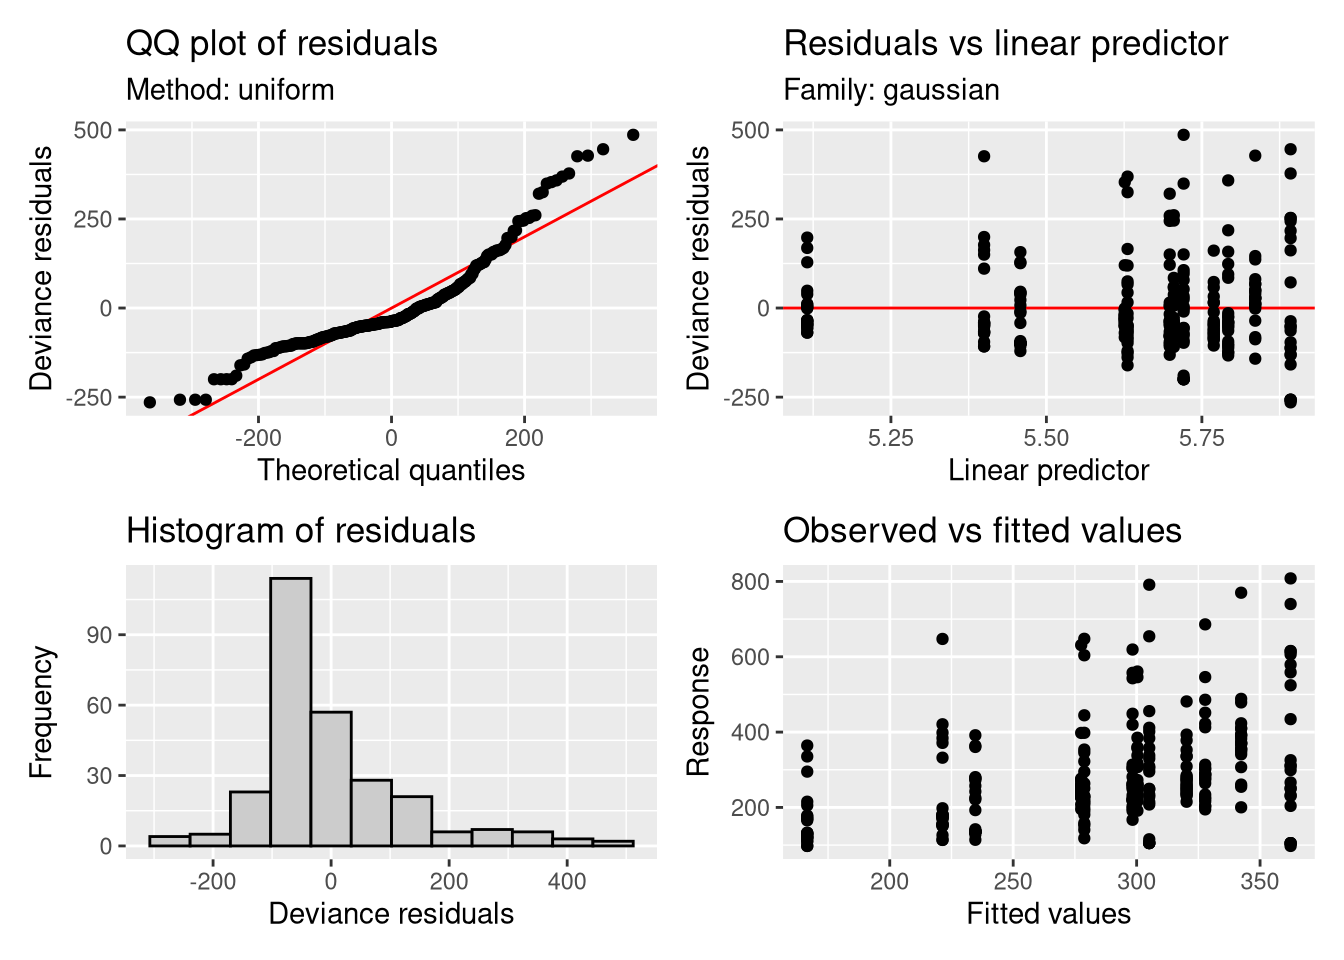 QQ plot of residuals
Method: uniform
500
250
0
-250
Deviance residuals
-200
0
200
Theoretical quantiles
Residuals vs linear predictor
Family: gaussian
500
250
0
-250
Deviance residuals
5.25
5.50
5.75
Linear predictor
Histogram of residuals
90
60
30
0
Frequency
-200
0
200
400
Deviance residuals
Observed vs fitted values
800
600
400
200
Response
200
250
300
350
Fitted values